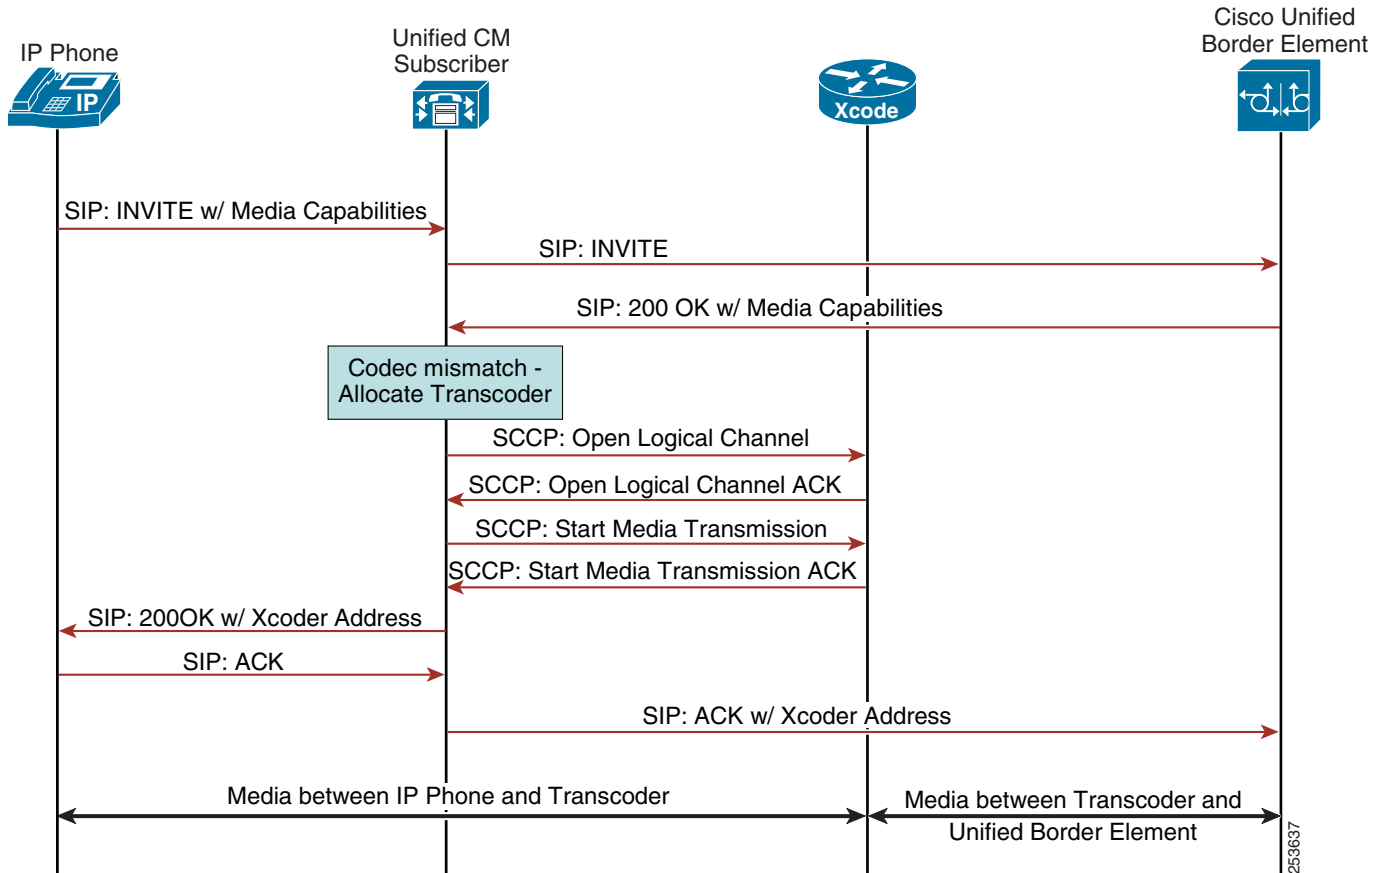 Cisco Unified
Border Element
Unified CM
Subscriber
IP Phone
IP
Xcode
SIP: INVITE w/ Media Capabilities
SIP: INVITE
SIP: 200 OK w/ Media Capabilities
Codec mismatch -
Allocate Transcoder
SCCP: Open Logical Channel
SCCP: Open Logical Channel ACK
SCCP: Start Media Transmission
SCCP: Start Media Transmission ACK
SIP: 200OK w/ Xcoder Address
SIP: ACK
SIP: ACK w/ Xcoder Address
Media between IP Phone and Transcoder
Media between Transcoder and
Unified Border Element
253637